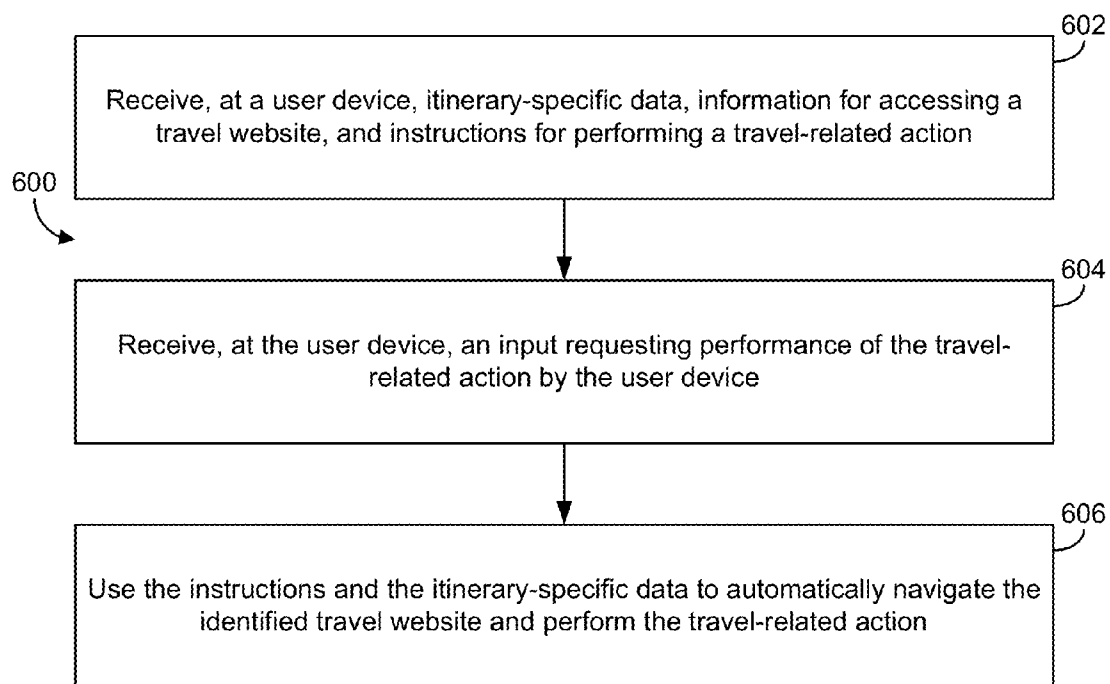 602
Receive, at a user device, itinerary-specific data, information for accessing a
travel website, and instructions for performing a travel-related action
600
604
Receive, at the user device, an input requesting performance of the travel-
related action by the user device
606
Use the instructions and the itinerary-specific data to automatically navigate the
identified travel website and perform the travel-related action